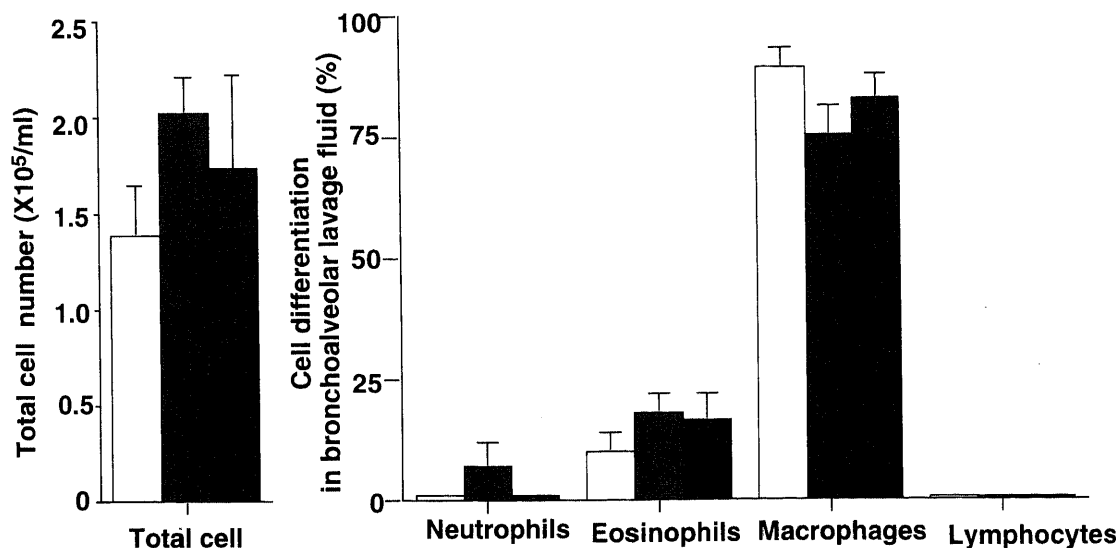 Total cell number (X10⁵/ml)
2.5
2.0
1.5
1.0
0.5
0
Total cell
Cell differentiation
in bronchoalveolar lavage fluid (%)
100
75
50
25
0
Neutrophils
Eosinophils
Macrophages
Lymphocytes